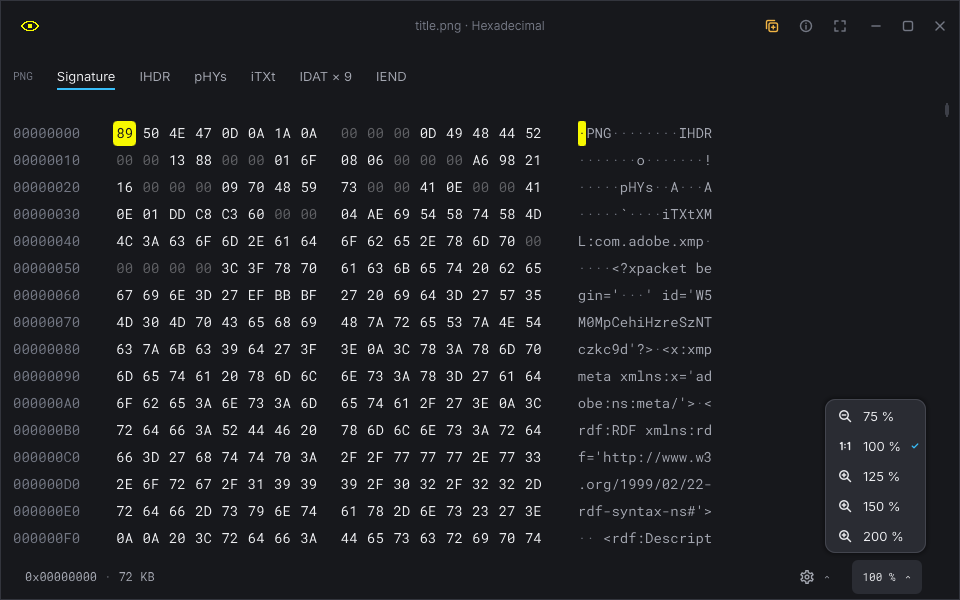 title.png · Hexadecimal
PNG Signature IHDR pHYs iTXt IDAT × 9 IEND
00000000 89 50 4E 47 0D 0A 1A 0A 00 00 00 0D 49 48 44 52 ·PNG········IHDR
00000010 00 00 13 88 00 00 01 6F 08 06 00 00 00 A6 98 21 ·······o·······!
00000020 16 00 00 00 09 70 48 59 73 00 00 41 0E 00 00 41 ·····pHYs··A···A
00000030 0E 01 DD C8 C3 60 00 00 04 AE 69 54 58 74 58 4D ·····`····iTXtXM
00000040 4C 3A 63 6F 6D 2E 61 64 6F 62 65 2E 78 6D 70 00 L:com.adobe.xmp·
00000050 00 00 00 00 3C 3F 78 70 61 63 6B 65 74 20 62 65 ····<?xpacket be
00000060 67 69 6E 3D 27 EF BB BF 27 20 69 64 3D 27 57 35 gin='···' id='W5
00000070 4D 30 4D 70 43 65 68 69 48 7A 72 65 53 7A 4E 54 M0MpCehiHzreSzNT
00000080 63 7A 6B 63 39 64 27 3F 3E 0A 3C 78 3A 78 6D 70 czkc9d'?>·<x:xmp
00000090 6D 65 74 61 20 78 6D 6C 6E 73 3A 78 3D 27 61 64 meta xmlns:x='ad
000000A0 6F 62 65 3A 6E 73 3A 6D 65 74 61 2F 27 3E 0A 3C obe:ns:meta/'>·<
000000B0 72 64 66 3A 52 44 46 20 78 6D 6C 6E 73 3A 72 64 rdf:RDF xmlns:rd
000000C0 66 3D 27 68 74 74 70 3A 2F 2F 77 77 77 2E 77 33 f='http://www.w3
000000D0 2E 6F 72 67 2F 31 39 39 39 2F 30 32 2F 32 32 2D .org/1999/02/22-
000000E0 72 64 66 2D 73 79 6E 74 61 78 2D 6E 73 23 27 3E rdf-syntax-ns#'>
000000F0 0A 0A 20 3C 72 64 66 3A 44 65 73 63 72 69 70 74 ·· <rdf:Descript
75 %
1:1 100 %
125 %
150 %
200 %
0x00000000 · 72 KB
100 %